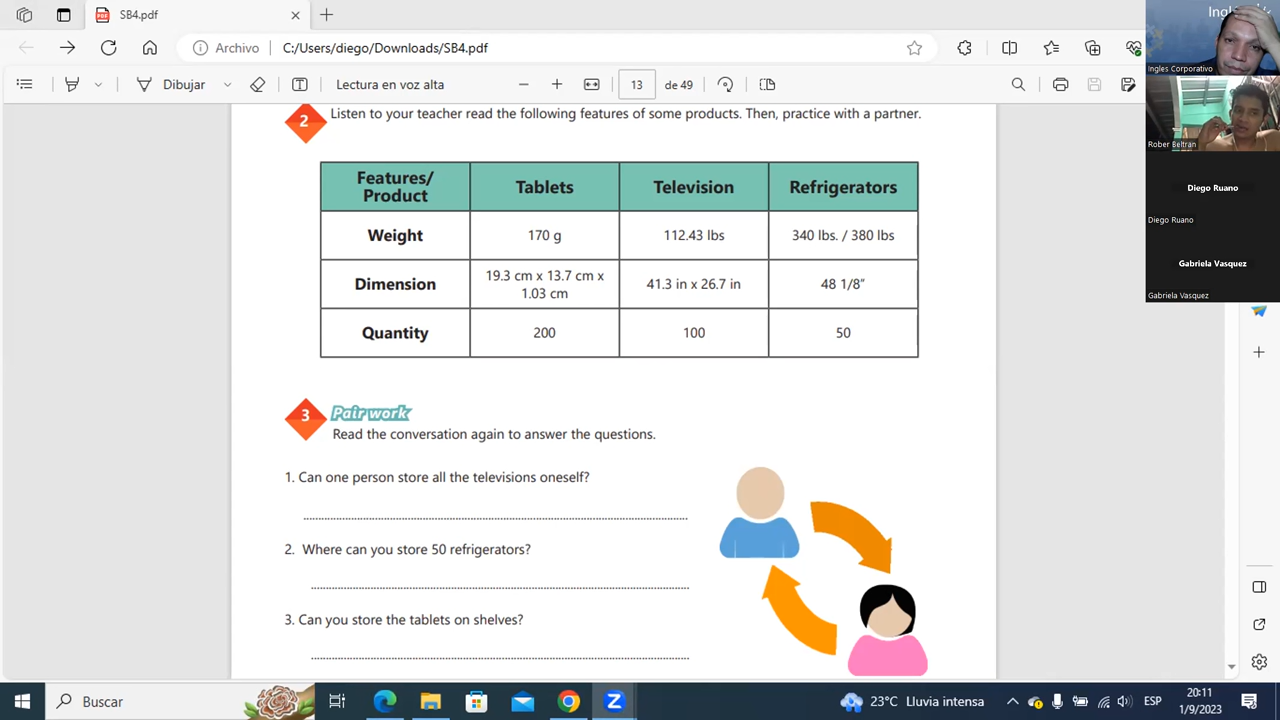 SB4.pdf
Archivo
C:/Users/diego/Downloads/SB4.pdf
Dibujar
Lectura en voz alta
13
de 49
2
Listen to your teacher read the following features of some products. Then, practice with a partner.
Features/
Product
Tablets
Television
Refrigerators
Weight
170 g
112.43 lbs
340 lbs. / 380 lbs
Dimension
19.3 cm x 13.7 cm x
1.03 cm
41.3 in x 26.7 in
48 1/8"
Quantity
200
100
50
3
Pair work
Read the conversation again to answer the questions.
1. Can one person store all the televisions oneself?
2. Where can you store 50 refrigerators?
3. Can you store the tablets on shelves?
Ingles Corporativo
Rober Beltran
Diego Ruano
Diego Ruano
Gabriela Vasquez
Gabriela Vasquez
Buscar
23°C Lluvia intensa
ESP
20:11
1/9/2023